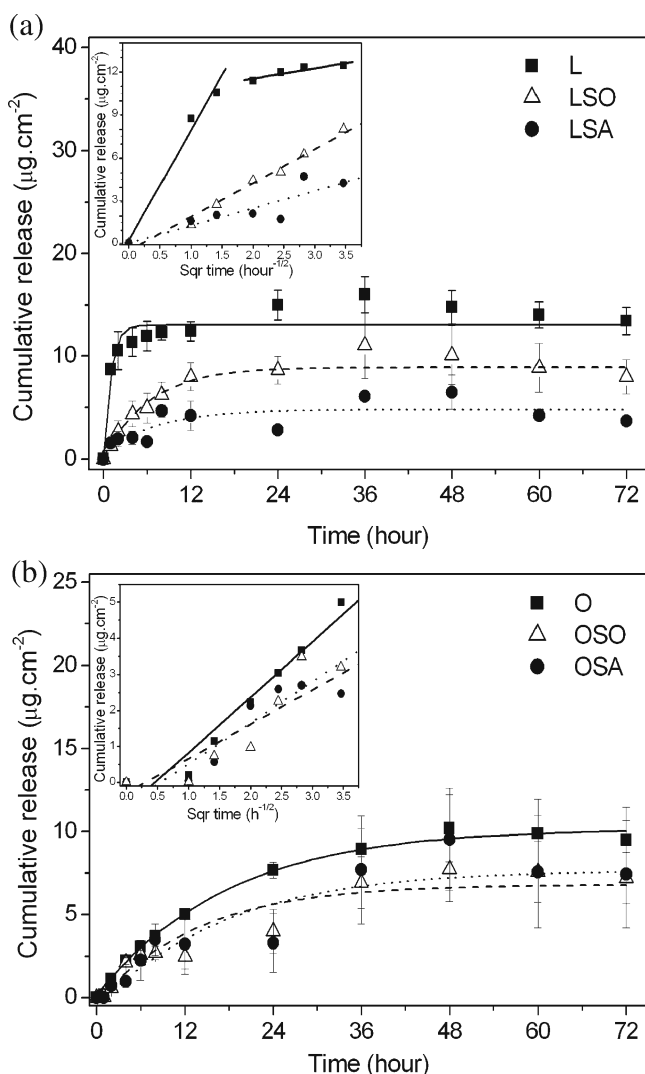 (a)
40
30
20
10
0
Cumulative release (μg.cm-2)
L
LSO
LSA
12
9
6
3
0
Cumulative release (μg.cm-2)
0.0 0.5 1.0 1.5 2.0 2.5 3.0 3.5
Sqr time (hour-1/2)
0 12 24 36 48 60 72
Time (hour)
(b)
25
20
15
10
5
0
Cumulative release (μg.cm-2)
O
OSO
OSA
5
4
3
2
1
0
Cumulative release (μg.cm-2)
0.0 0.5 1.0 1.5 2.0 2.5 3.0 3.5
Sqr time (h-1/2)
0 12 24 36 48 60 72
Time (hour)